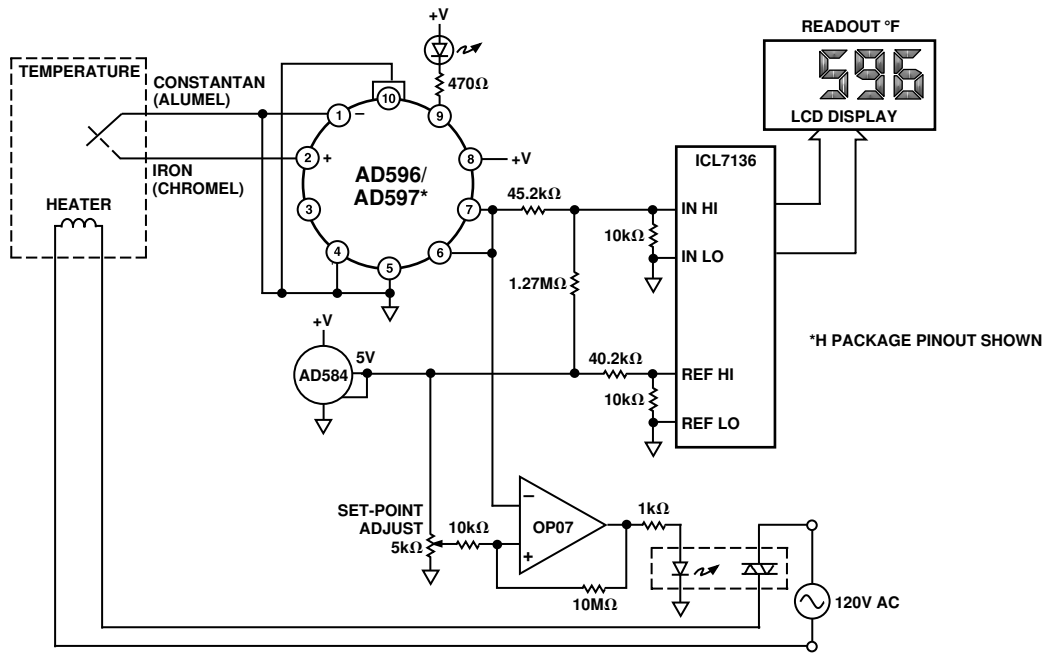 +V
READOUT °F
596
LCD DISPLAY
TEMPERATURE
CONSTANTAN
(ALUMEL)
470Ω
10
1
–
9
2
+
8
+V
IRON
(CHROMEL)
AD596/
AD597*
ICL7136
HEATER
3
7
45.2kΩ
IN HI
10kΩ
4
5
6
IN LO
1.27MΩ
*H PACKAGE PINOUT SHOWN
+V
5V
AD584
40.2kΩ
REF HI
10kΩ
REF LO
SET-POINT
ADJUST
5kΩ
10kΩ
–
OP07
+
1kΩ
10MΩ
120V AC